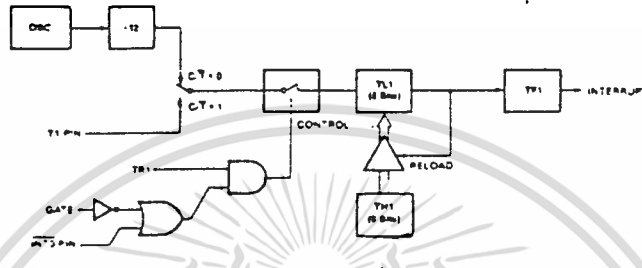 OSC
÷12
C/T̅ = 0
C/T̅ = 1
T1 PIN
TL1
(8 Bits)
TF1
INTERRUPT
CONTROL
TR1
RELOAD
GATE
TH1
(8 Bits)
PIN